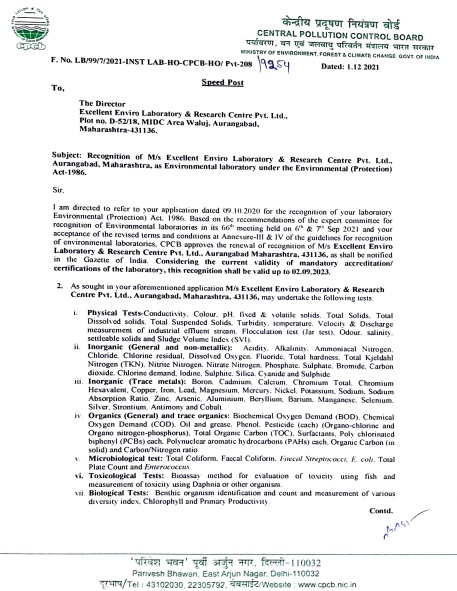 cpcb
केन्द्रीय प्रदूषण नियंत्रण बोर्ड
CENTRAL POLLUTION CONTROL BOARD
पर्यावरण, वन एवं जलवायु परिवर्तन मंत्रालय भारत सरकार
MINISTRY OF ENVIRONMENT, FOREST & CLIMATE CHANGE GOVT OF INDIA
F. No. LB/99/7/2021-INST LAB-HO-CPCB-HO/ Pvt-208 19254 Dated: 1.12 2021
Speed Post
To,
The Director
Excellent Enviro Laboratory & Research Centre Pvt. Ltd.,
Plot no. D-52/18, MIDC Area Waluj, Aurangabad,
Maharashtra-431136.
Subject: Recognition of M/s Excellent Enviro Laboratory & Research Centre Pvt. Ltd.,
Aurangabad, Maharashtra, as Environmental laboratory under the Environmental (Protection)
Act-1986.
Sir,
I am directed to refer to your application dated 09.10.2020 for the recognition of your laboratory
Environmental (Protection) Act, 1986. Based on the recommendations of the expert committee for
recognition of Environmental laboratories in its 66th meeting held on 6th & 7th Sep 2021 and your
acceptance of the revised terms and conditions at Annexure-III & IV of the guidelines for recognition
of environmental laboratories, CPCB approves the renewal of recognition of M/s Excellent Enviro
Laboratory & Research Centre Pvt. Ltd., Aurangabad Maharashtra, 431136, as shall be notified
in the Gazette of India. Considering the current validity of mandatory accreditation/
certifications of the laboratory, this recognition shall be valid up to 02.09.2023.
2. As sought in your aforementioned application M/s Excellent Enviro Laboratory & Research
Centre Pvt. Ltd., Aurangabad, Maharashtra, 431136, may undertake the following tests:
i. Physical Tests-Conductivity, Colour, pH, fixed & volatile solids, Total Solids, Total
Dissolved solids, Total Suspended Solids, Turbidity, temperature, Velocity & Discharge
measurement of industrial effluent stream, Flocculation test (Jar test), Odour, salinity,
settleable solids and Sludge Volume Index (SVI).
ii. Inorganic (General and non-metallic): Acidity, Alkalinity, Ammoniacal Nitrogen,
Chloride, Chlorine residual, Dissolved Oxygen, Fluoride, Total hardness, Total Kjeldahl
Nitrogen (TKN), Nitrite Nitrogen, Nitrate Nitrogen, Phosphate, Sulphate, Bromide, Carbon
dioxide, Chlorine demand, Iodine, Sulphite, Silica, Cyanide and Sulphide.
iii. Inorganic (Trace metals): Boron, Cadmium, Calcium, Chromium Total, Chromium
Hexavalent, Copper, Iron, Lead, Magnesium, Mercury, Nickel, Potassium, Sodium, Sodium
Absorption Ratio, Zinc, Arsenic, Aluminium, Beryllium, Barium, Manganese, Selenium,
Silver, Strontium, Antimony and Cobalt.
iv. Organics (General) and trace organics: Biochemical Oxygen Demand (BOD), Chemical
Oxygen Demand (COD), Oil and grease, Phenol, Pesticide (each) (Organo-chlorine and
Organo nitrogen-phosphorus), Total Organic Carbon (TOC), Surfactants, Poly chlorinated
biphenyl (PCBs) each, Polynuclear aromatic hydrocarbons (PAHs) each, Organic Carbon (in
solid) and Carbon/Nitrogen ratio.
v. Microbiological test: Total Coliform, Faecal Coliform, Faecal Streptococci, E. coli, Total
Plate Count and Enterococcus.
vi. Toxicological Tests: Bioassay method for evaluation of toxicity using fish and
measurement of toxicity using Daphnia or other organism.
vii. Biological Tests: Benthic organism identification and count and measurement of various
diversity index, Chlorophyll and Primary Productivity.
Contd.
'परिवेश भवन' पूर्वी अर्जुन नगर, दिल्ली-110032
Parivesh Bhawan, East Arjun Nagar, Delhi-110032
दूरभाष/Tel : 43102030, 22305792, वेबसाईट/Website : www.cpcb.nic.in